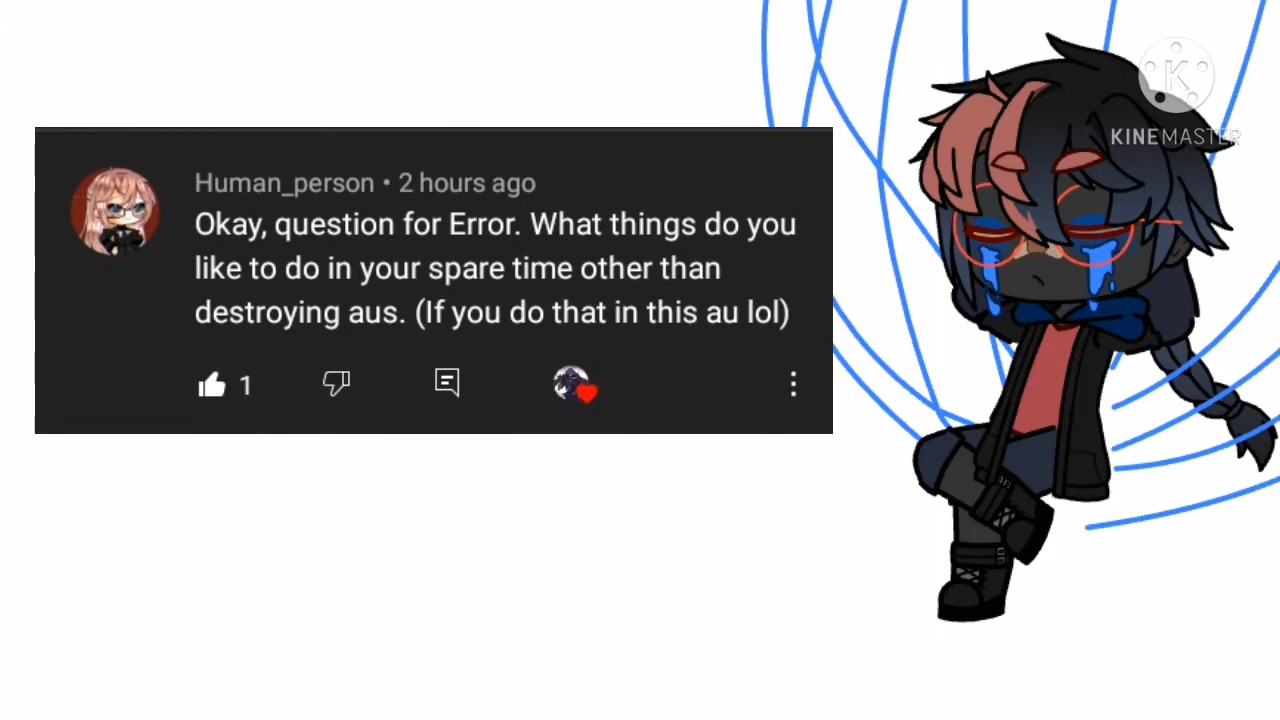 KINEMASTER
Human_person • 2 hours ago
Okay, question for Error. What things do you
like to do in your spare time other than
destroying aus. (If you do that in this au lol)
1